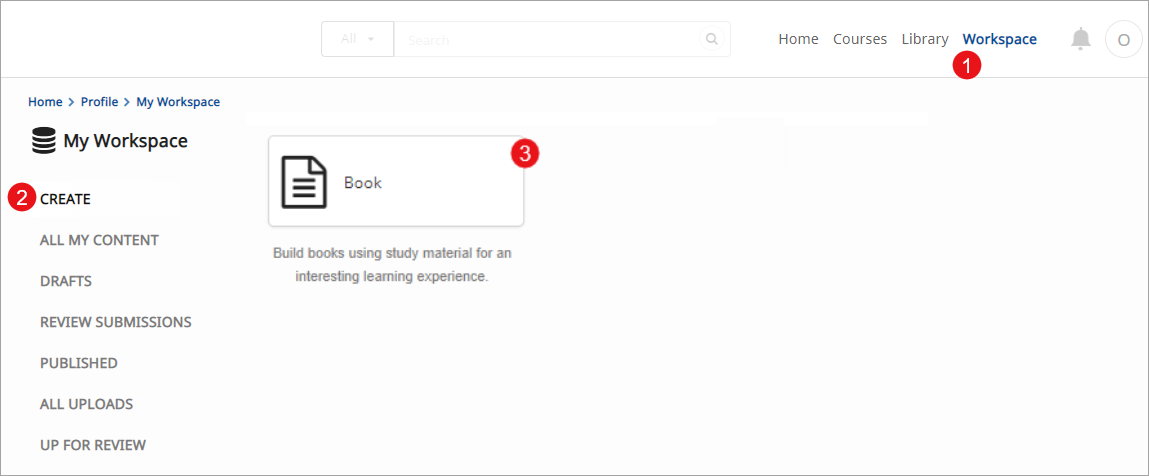 All
Search
Home Courses Library Workspace
O
1
Home > Profile > My Workspace
My Workspace
3
Book
2
CREATE
ALL MY CONTENT
Build books using study material for an
interesting learning experience.
DRAFTS
REVIEW SUBMISSIONS
PUBLISHED
ALL UPLOADS
UP FOR REVIEW